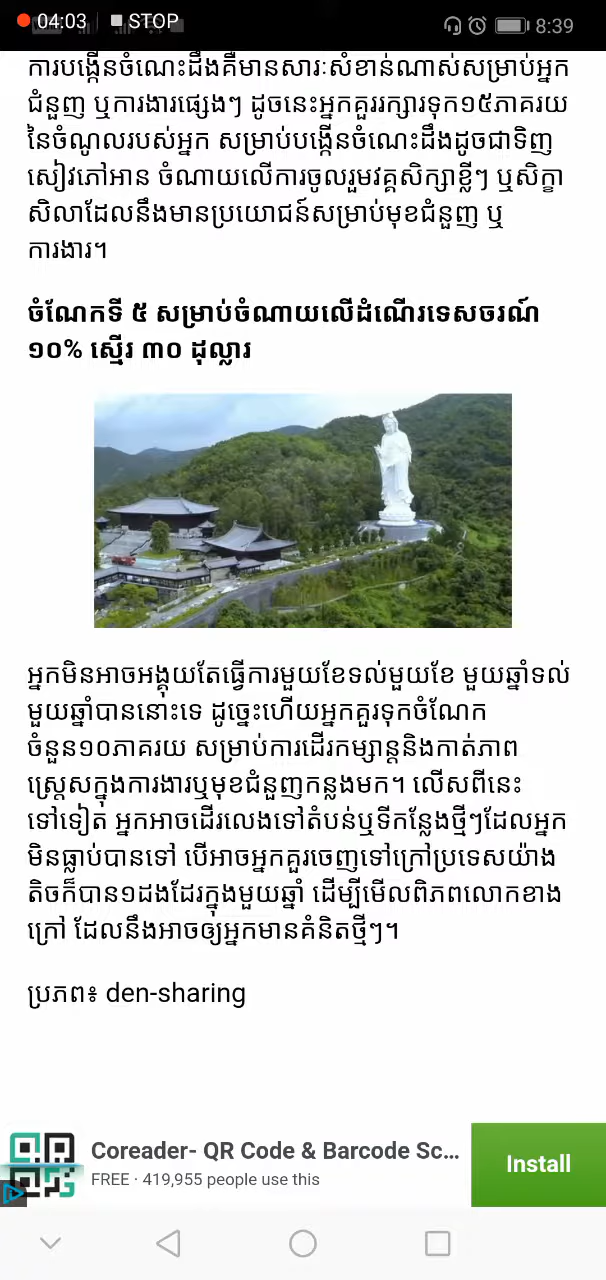 04:03 STOP 8:39
ការបង្កើនចំណេះដឹងគឺមានសារៈសំខាន់ណាស់សម្រាប់អ្នក
ជំនួញ ឬការងារផ្សេងៗ ដូចនេះអ្នកគួររក្សារទុក១៥ភាគរយ
នៃចំណូលរបស់អ្នក សម្រាប់បង្កើនចំណេះដឹងដូចជាទិញ
សៀវភៅអាន ចំណាយលើការចូលរួមវគ្គសិក្សាខ្លីៗ ឬសិក្ខា
សិលាដែលនឹងមានប្រយោជន៍សម្រាប់មុខជំនួញ ឬ
ការងារ។
ចំណែកទី ៥ សម្រាប់ចំណាយលើដំណើរទេសចរណ៍
១០% ស្មើរ ៣០ ដុល្លារ
អ្នកមិនអាចអង្គុយតែធ្វើការមួយខែទល់មួយខែ មួយឆ្នាំទល់
មួយឆ្នាំបាននោះទេ ដូច្នេះហើយអ្នកគួរទុកចំណែក
ចំនួន១០ភាគរយ សម្រាប់ការដើរកម្សាន្តនិងកាត់ភាព
ស្ត្រេសក្នុងការងារឬមុខជំនួញកន្លងមក។ លើសពីនេះ
ទៅទៀត អ្នកអាចដើរលេងទៅតំបន់ឬទីកន្លែងថ្មីៗដែលអ្នក
មិនធ្លាប់បានទៅ បើអាចអ្នកគួរចេញទៅក្រៅប្រទេសយ៉ាង
តិចក៏បាន១ដងដែរក្នុងមួយឆ្នាំ ដើម្បីមើលពិភពលោកខាង
ក្រៅ ដែលនឹងអាចឲ្យអ្នកមានគំនិតថ្មីៗ។
ប្រភព៖ den-sharing
Coreader- QR Code & Barcode Sc...
FREE · 419,955 people use this
Install